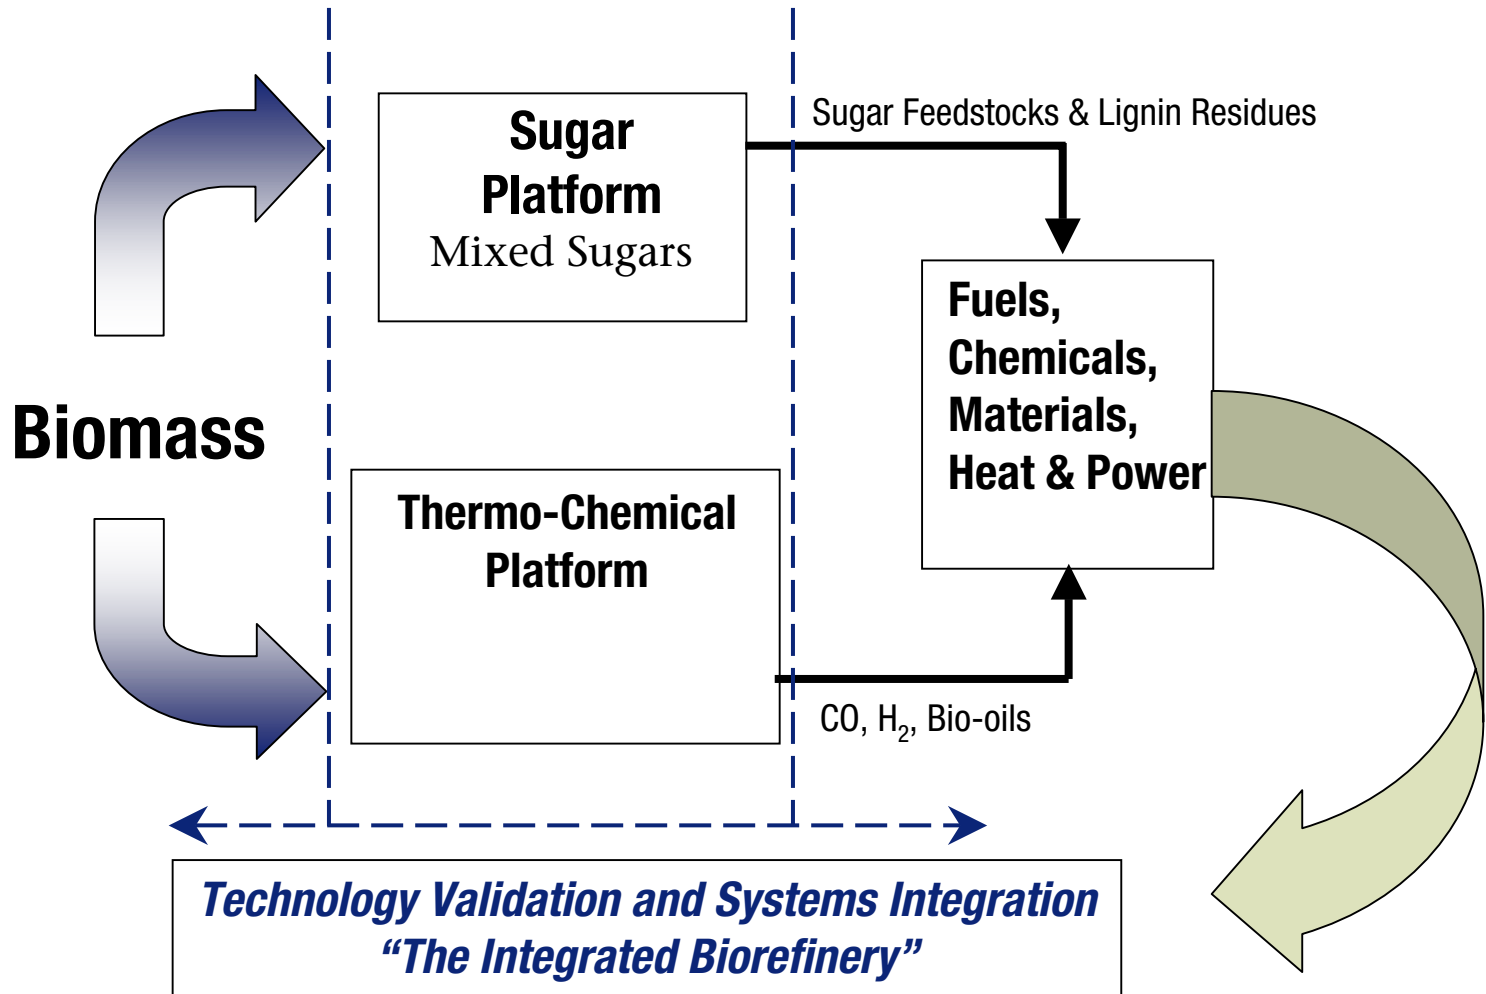 Sugar
Platform
Mixed Sugars
Sugar Feedstocks & Lignin Residues
Biomass
Fuels,
Chemicals,
Materials,
Heat & Power
Thermo-Chemical
Platform
CO, H₂, Bio-oils
Technology Validation and Systems Integration
“The Integrated Biorefinery”